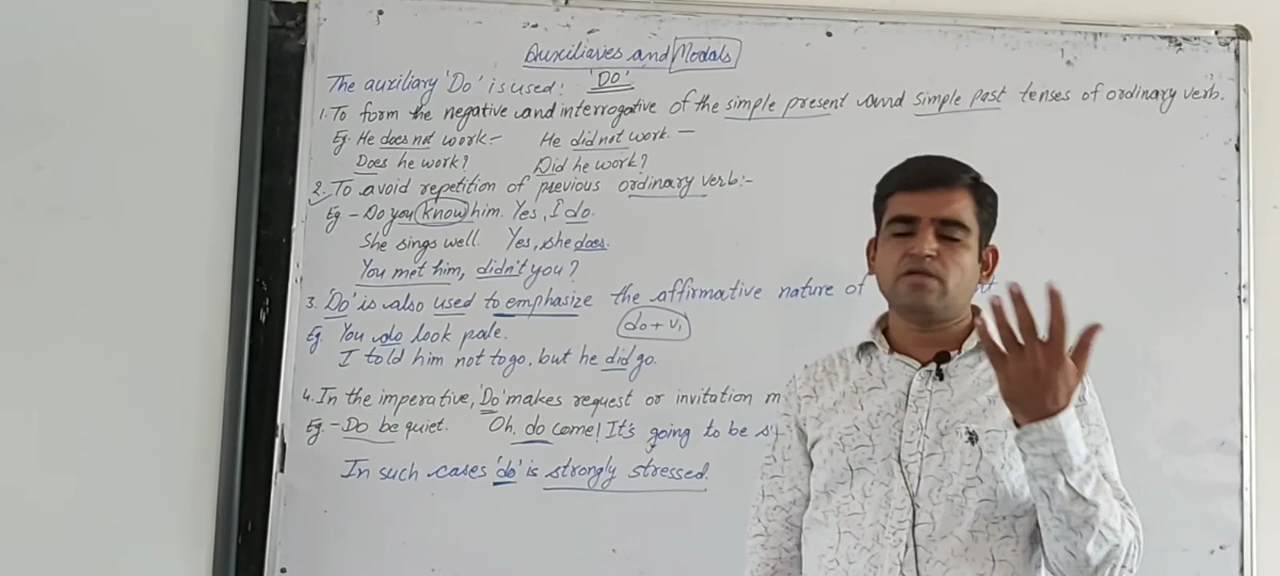 Auxiliaries and Modals
'DO'
The auxiliary 'Do' is used:
1. To form the negative and interrogative of the simple present and simple past tenses of ordinary verb.
Eg. He does not work - He did not work. -
Does he work? Did he work?
2. To avoid repetition of previous ordinary verb:-
Eg - Do you know him. Yes, I do.
She sings well. Yes, she does.
You met him, didn't you?
3. 'Do' is also used to emphasize the affirmative nature of
Eg. You do look pale. do + V₁
I told him not to go, but he did go.
4. In the imperative, 'Do' makes request or invitation m
Eg. - Do be quiet. Oh, do come! It's going to be
In such cases 'do' is strongly stressed.